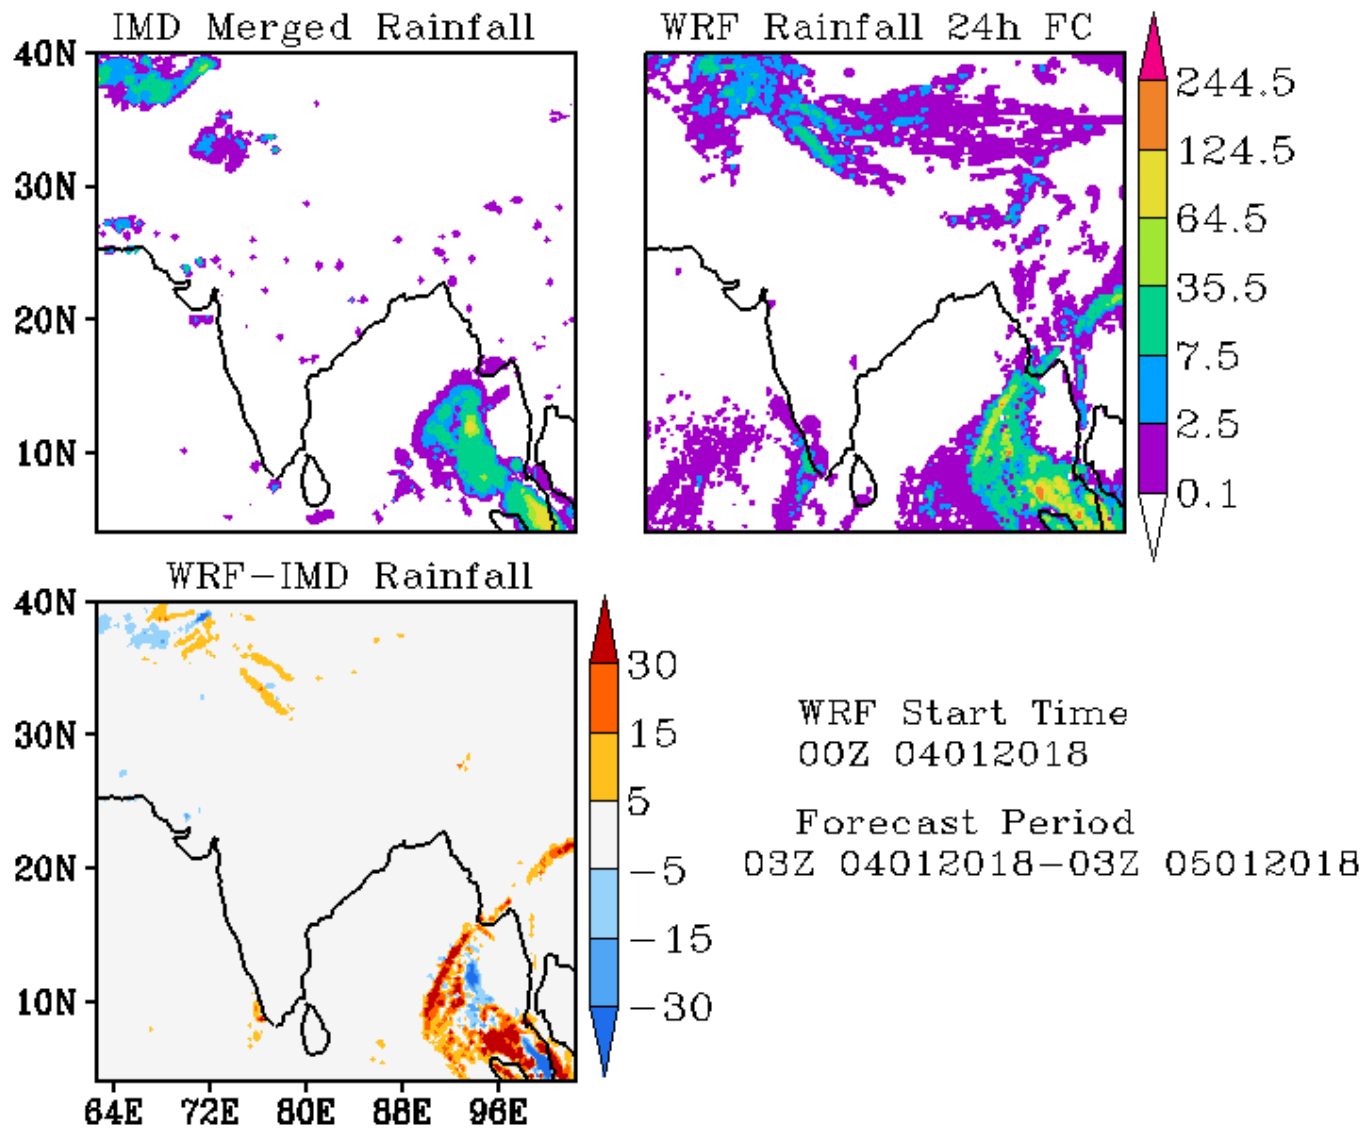 IMD Merged Rainfall
WRF Rainfall 24h FC
40N
30N
20N
10N
244.5
124.5
64.5
35.5
7.5
2.5
0.1
WRF-IMD Rainfall
40N
30N
20N
10N
64E 72E 80E 88E 96E
30
15
5
-5
-15
-30
WRF Start Time
00Z 04012018
Forecast Period
03Z 04012018-03Z 05012018